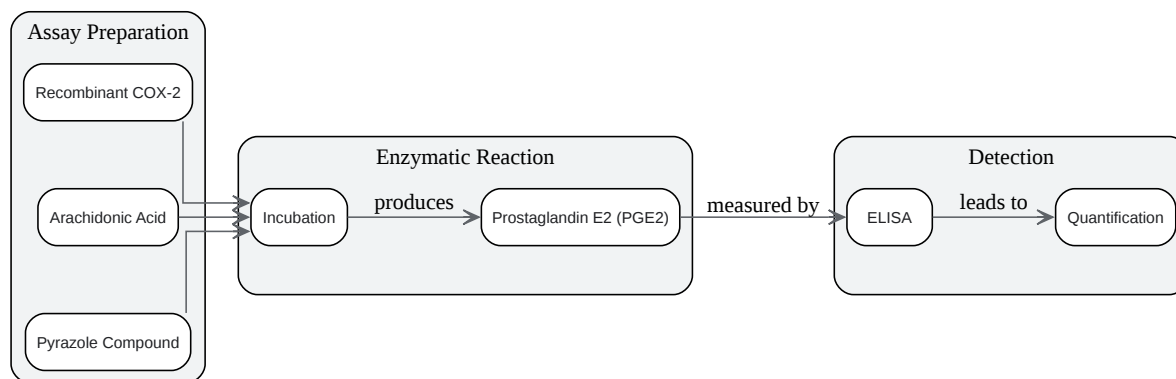 Assay Preparation
Recombinant COX-2
Arachidonic Acid
Pyrazole Compound
Enzymatic Reaction
Incubation
produces
Prostaglandin E2 (PGE2)
measured by
Detection
ELISA
leads to
Quantification